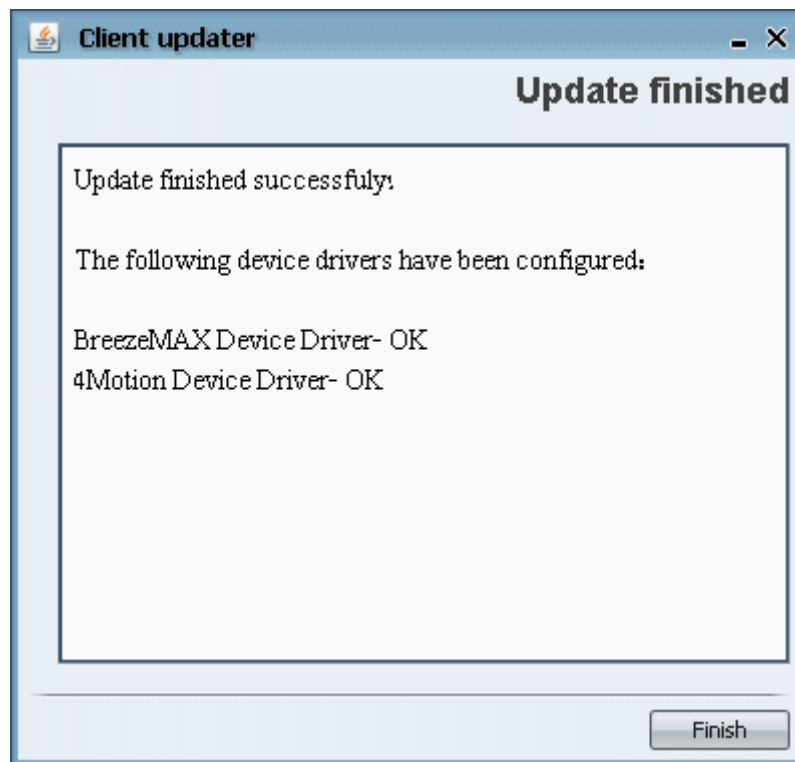 Client updater
Update finished
Update finished successfuly!
The following device drivers have been configured:
BreezeMAX Device Driver- OK
4Motion Device Driver- OK
Finish